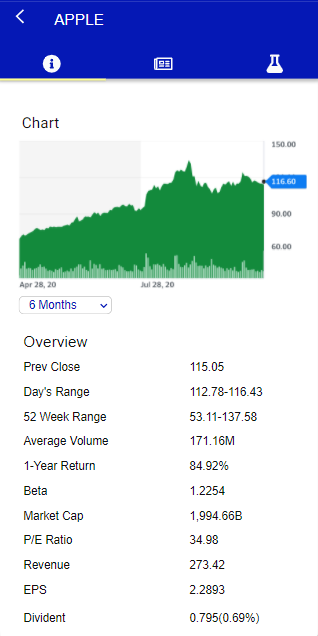 APPLE
Chart
150.00
116.60
90.00
60.00
Apr 28, 20 Jul 28, 20
6 Months
Overview
Prev Close 115.05
Day's Range 112.78-116.43
52 Week Range 53.11-137.58
Average Volume 171.16M
1-Year Return 84.92%
Beta 1.2254
Market Cap 1,994.66B
P/E Ratio 34.98
Revenue 273.42
EPS 2.2893
Divident 0.795(0.69%)